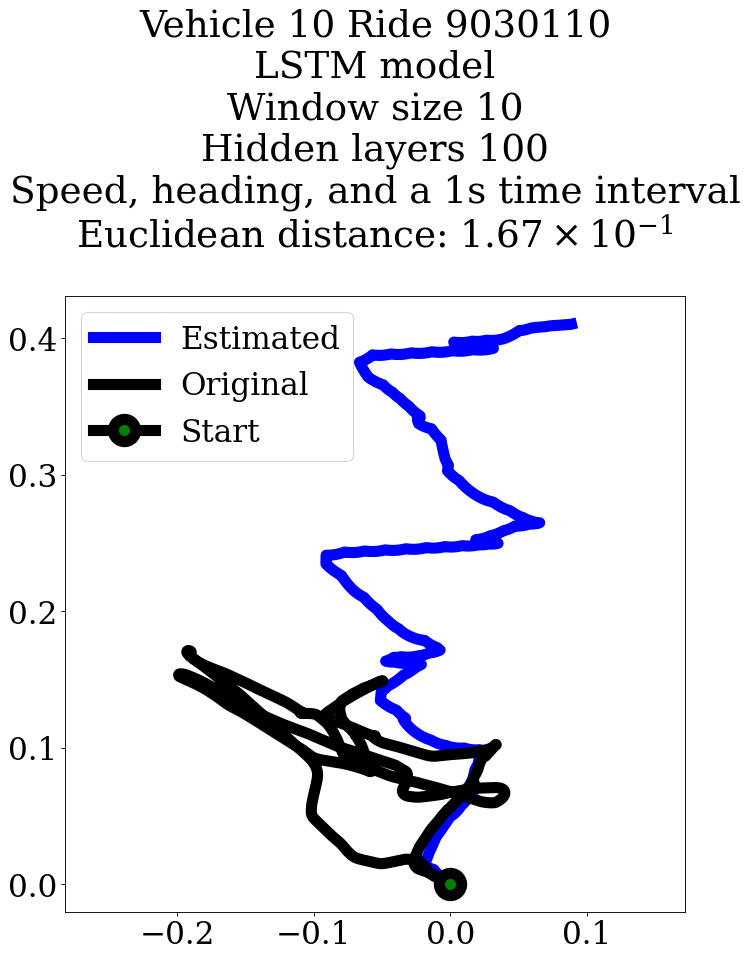 Vehicle 10 Ride 9030110
LSTM model
Window size 10
Hidden layers 100
Speed, heading, and a 1s time interval
Euclidean distance: 1.67 × 10⁻¹
Estimated
Original
Start
0.4
0.3
0.2
0.1
0.0
−0.2
−0.1
0.0
0.1